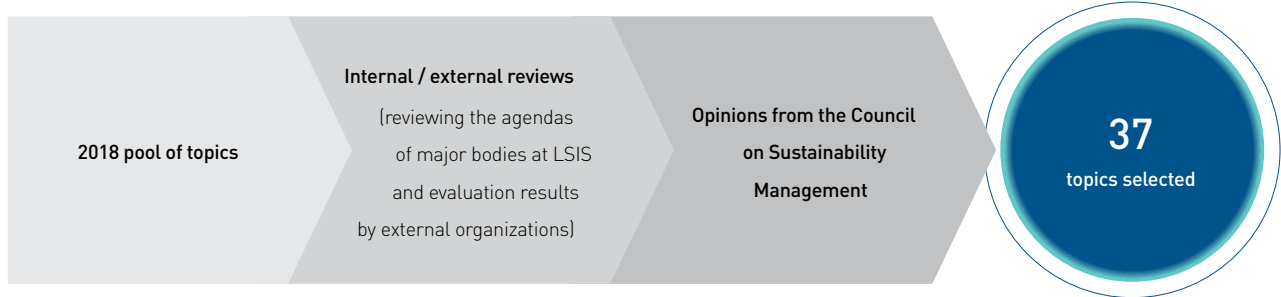 2018 pool of topics
Internal / external reviews
(reviewing the agendas
of major bodies at LSIS
and evaluation results
by external organizations)
Opinions from the Council
on Sustainability
Management
37
topics selected